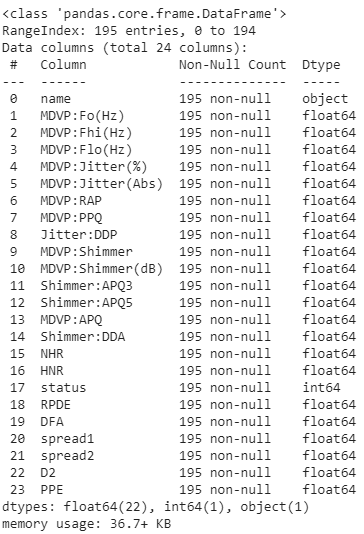 <class 'pandas.core.frame.DataFrame'>
RangeIndex: 195 entries, 0 to 194
Data columns (total 24 columns):
 #   Column            Non-Null Count  Dtype
---  ------            --------------  -----
 0   name              195 non-null    object
 1   MDVP:Fo(Hz)       195 non-null    float64
 2   MDVP:Fhi(Hz)      195 non-null    float64
 3   MDVP:Flo(Hz)      195 non-null    float64
 4   MDVP:Jitter(%)    195 non-null    float64
 5   MDVP:Jitter(Abs)  195 non-null    float64
 6   MDVP:RAP          195 non-null    float64
 7   MDVP:PPQ          195 non-null    float64
 8   Jitter:DDP        195 non-null    float64
 9   MDVP:Shimmer      195 non-null    float64
 10  MDVP:Shimmer(dB)  195 non-null    float64
 11  Shimmer:APQ3      195 non-null    float64
 12  Shimmer:APQ5      195 non-null    float64
 13  MDVP:APQ          195 non-null    float64
 14  Shimmer:DDA       195 non-null    float64
 15  NHR               195 non-null    float64
 16  HNR               195 non-null    float64
 17  status            195 non-null    int64
 18  RPDE              195 non-null    float64
 19  DFA               195 non-null    float64
 20  spread1           195 non-null    float64
 21  spread2           195 non-null    float64
 22  D2                195 non-null    float64
 23  PPE               195 non-null    float64
dtypes: float64(22), int64(1), object(1)
memory usage: 36.7+ KB